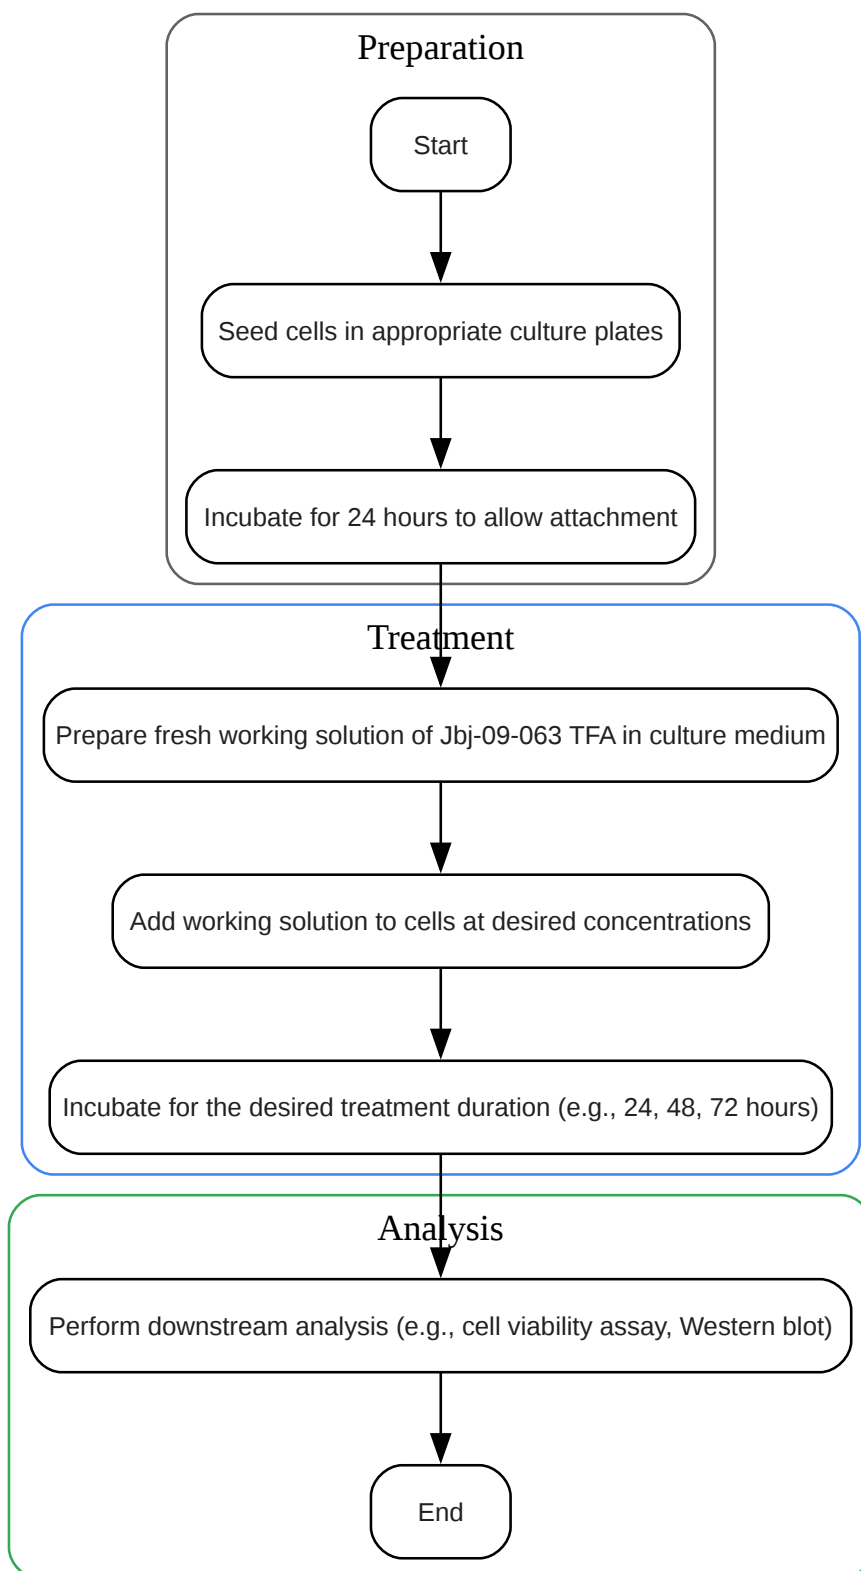 Preparation
Start
Seed cells in appropriate culture plates
Incubate for 24 hours to allow attachment
Treatment
Prepare fresh working solution of Jbj-09-063 TFA in culture medium
Add working solution to cells at desired concentrations
Incubate for the desired treatment duration (e.g., 24, 48, 72 hours)
Analysis
Perform downstream analysis (e.g., cell viability assay, Western blot)
End